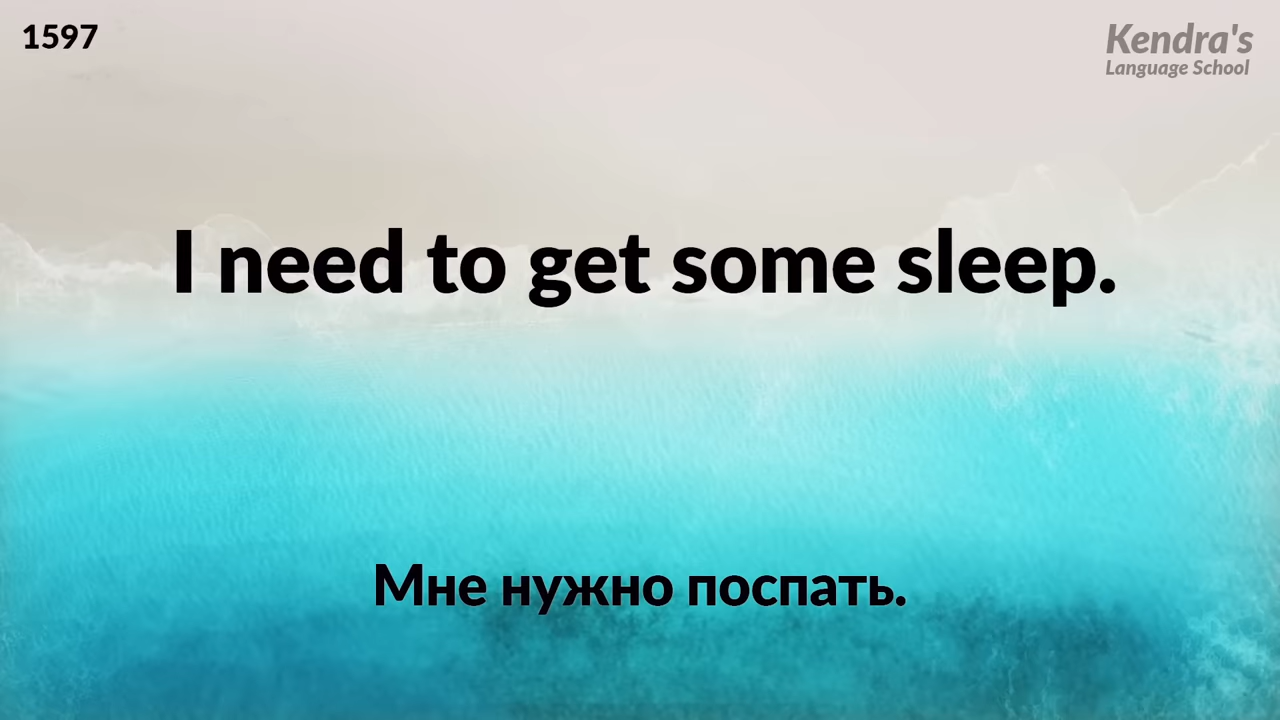 1597
Kendra's
Language School
I need to get some sleep.
Мне нужно поспать.